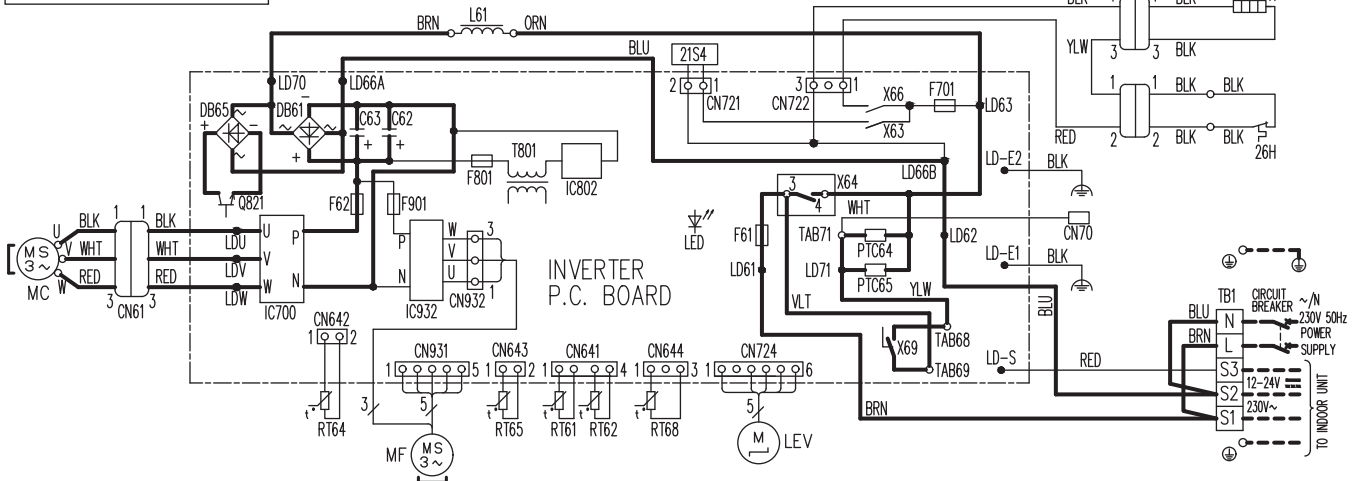 BLK 1 1 BLK
L61
BRN ORN
BLU
21S4
YLW
3 3 BLK
LD70 LD66A
2 1
CN721
3 1
CN722
X66
F701
LD63
X63
1 1 BLK BLK
RED
2 2 BLK BLK
26H
DB65 DB61
C63 C62
+ - ~ ~ + + +
T801
F801
IC802
LD66B
LD-E2 BLK
Q821
F62
F901
3 X64
4
WHT
LED
F61
TAB71
PTC64
LD62
CN70
LD61
LD71
PTC65
LD-E1 BLK
U BLK 1 1 BLK
LDU
U P
V WHT WHT
LDV
V
W RED 3 3 RED
LDW
W N
MS
3~
MC
CN61
IC700
P W 3
V
N U 1
IC932
CN932
INVERTER
P.C. BOARD
VLT
YLW
BLU
X69
TAB68
TAB69
LD-S RED
TB1
CIRCUIT
BREAKER
~/N
230V 50Hz
POWER
SUPPLY
BLU N
BRN L
S3
12-24V
S2
230V~
S1
TO INDOOR UNIT
CN642
1 2
CN931
1 5
CN643
1 2
CN641
1 4
CN644
1 3
CN724
1 6
BRN
t° RT64
3
5
t° RT65
t° RT61
t° RT62
t° RT68
5
MF
MS
3~
M
LEV